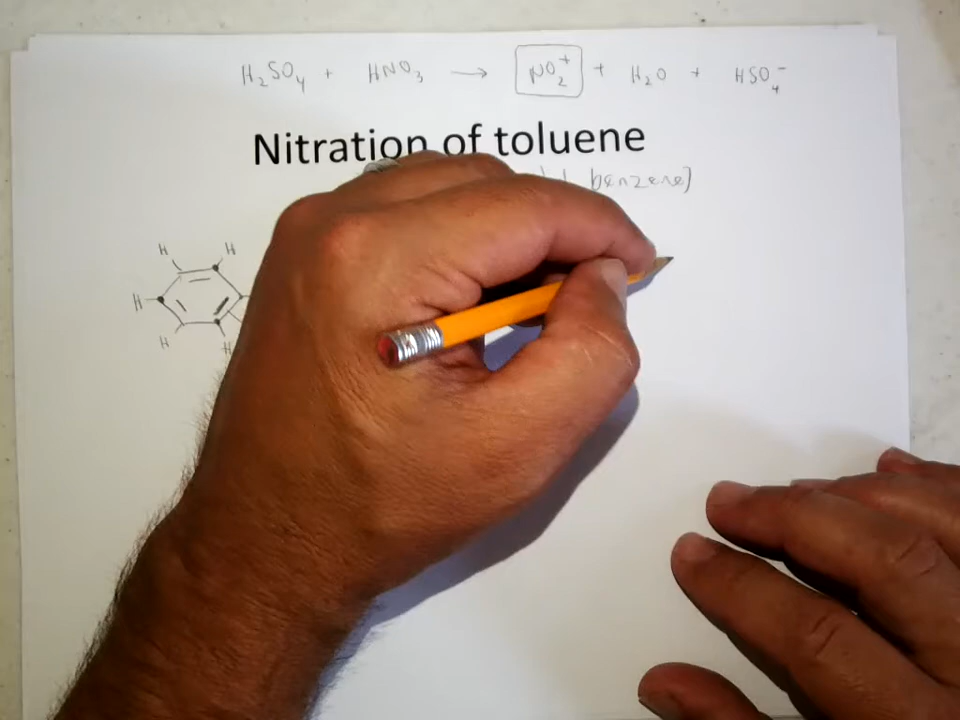 H₂SO₄ + HNO₃ → NO₂⁺ + H₂O + HSO₄⁻
Nitration of toluene
benzene]
H H
H
H H